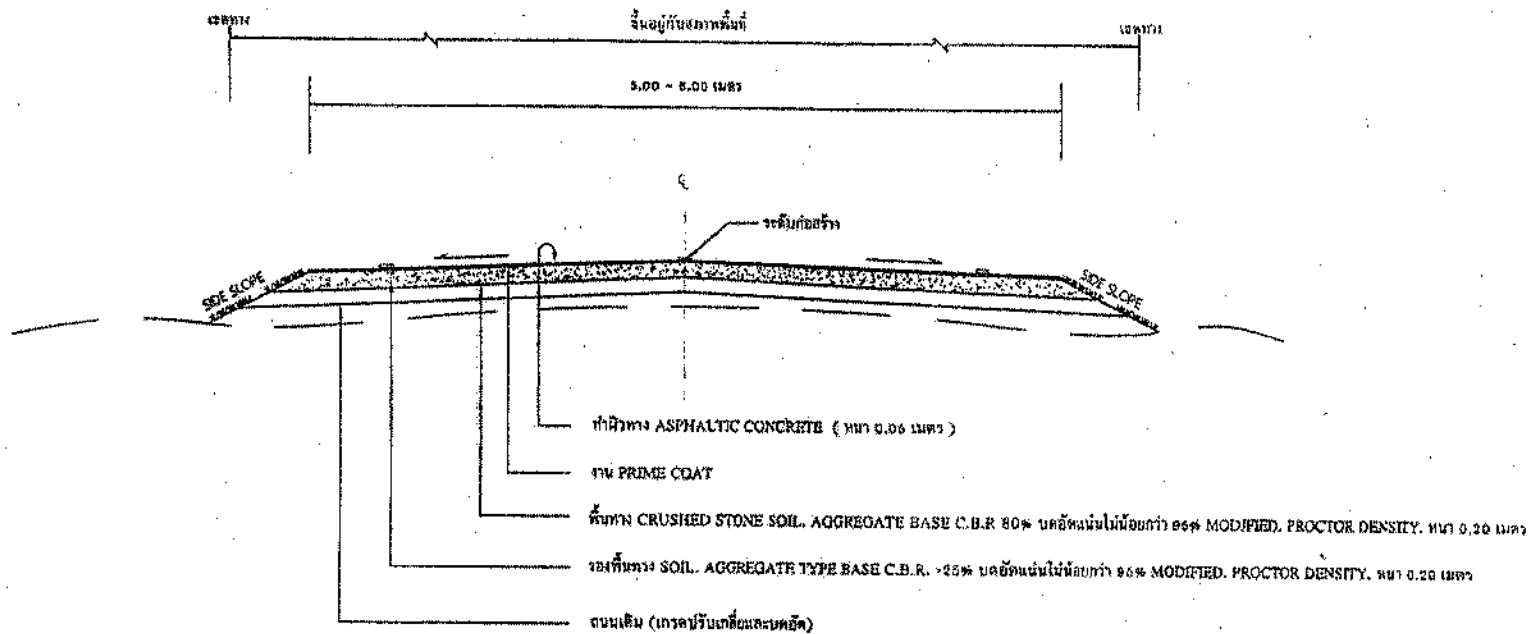 เขตทาง
ขึ้นอยู่กับสภาพพื้นที่
เขตทาง
5.00 ~ 6.00 เมตร
ระดับก่อสร้าง
SIDE SLOPE
SIDE SLOPE
ทำผิวทาง ASPHALTIC CONCRETE ( หนา 0.06 เมตร )
งาน PRIME COAT
พื้นทาง CRUSHED STONE SOIL. AGGREGATE BASE C.B.R 80% บดอัดแน่นไม่น้อยกว่า 95% MODIFIED. PROCTOR DENSITY. หนา 0.20 เมตร
รองพื้นทาง SOIL. AGGREGATE TYPE BASE C.B.R. >25% บดอัดแน่นไม่น้อยกว่า 95% MODIFIED. PROCTOR DENSITY. หนา 0.20 เมตร
ถนนเดิม (เกรดปรับเกลี่ยและบดอัด)